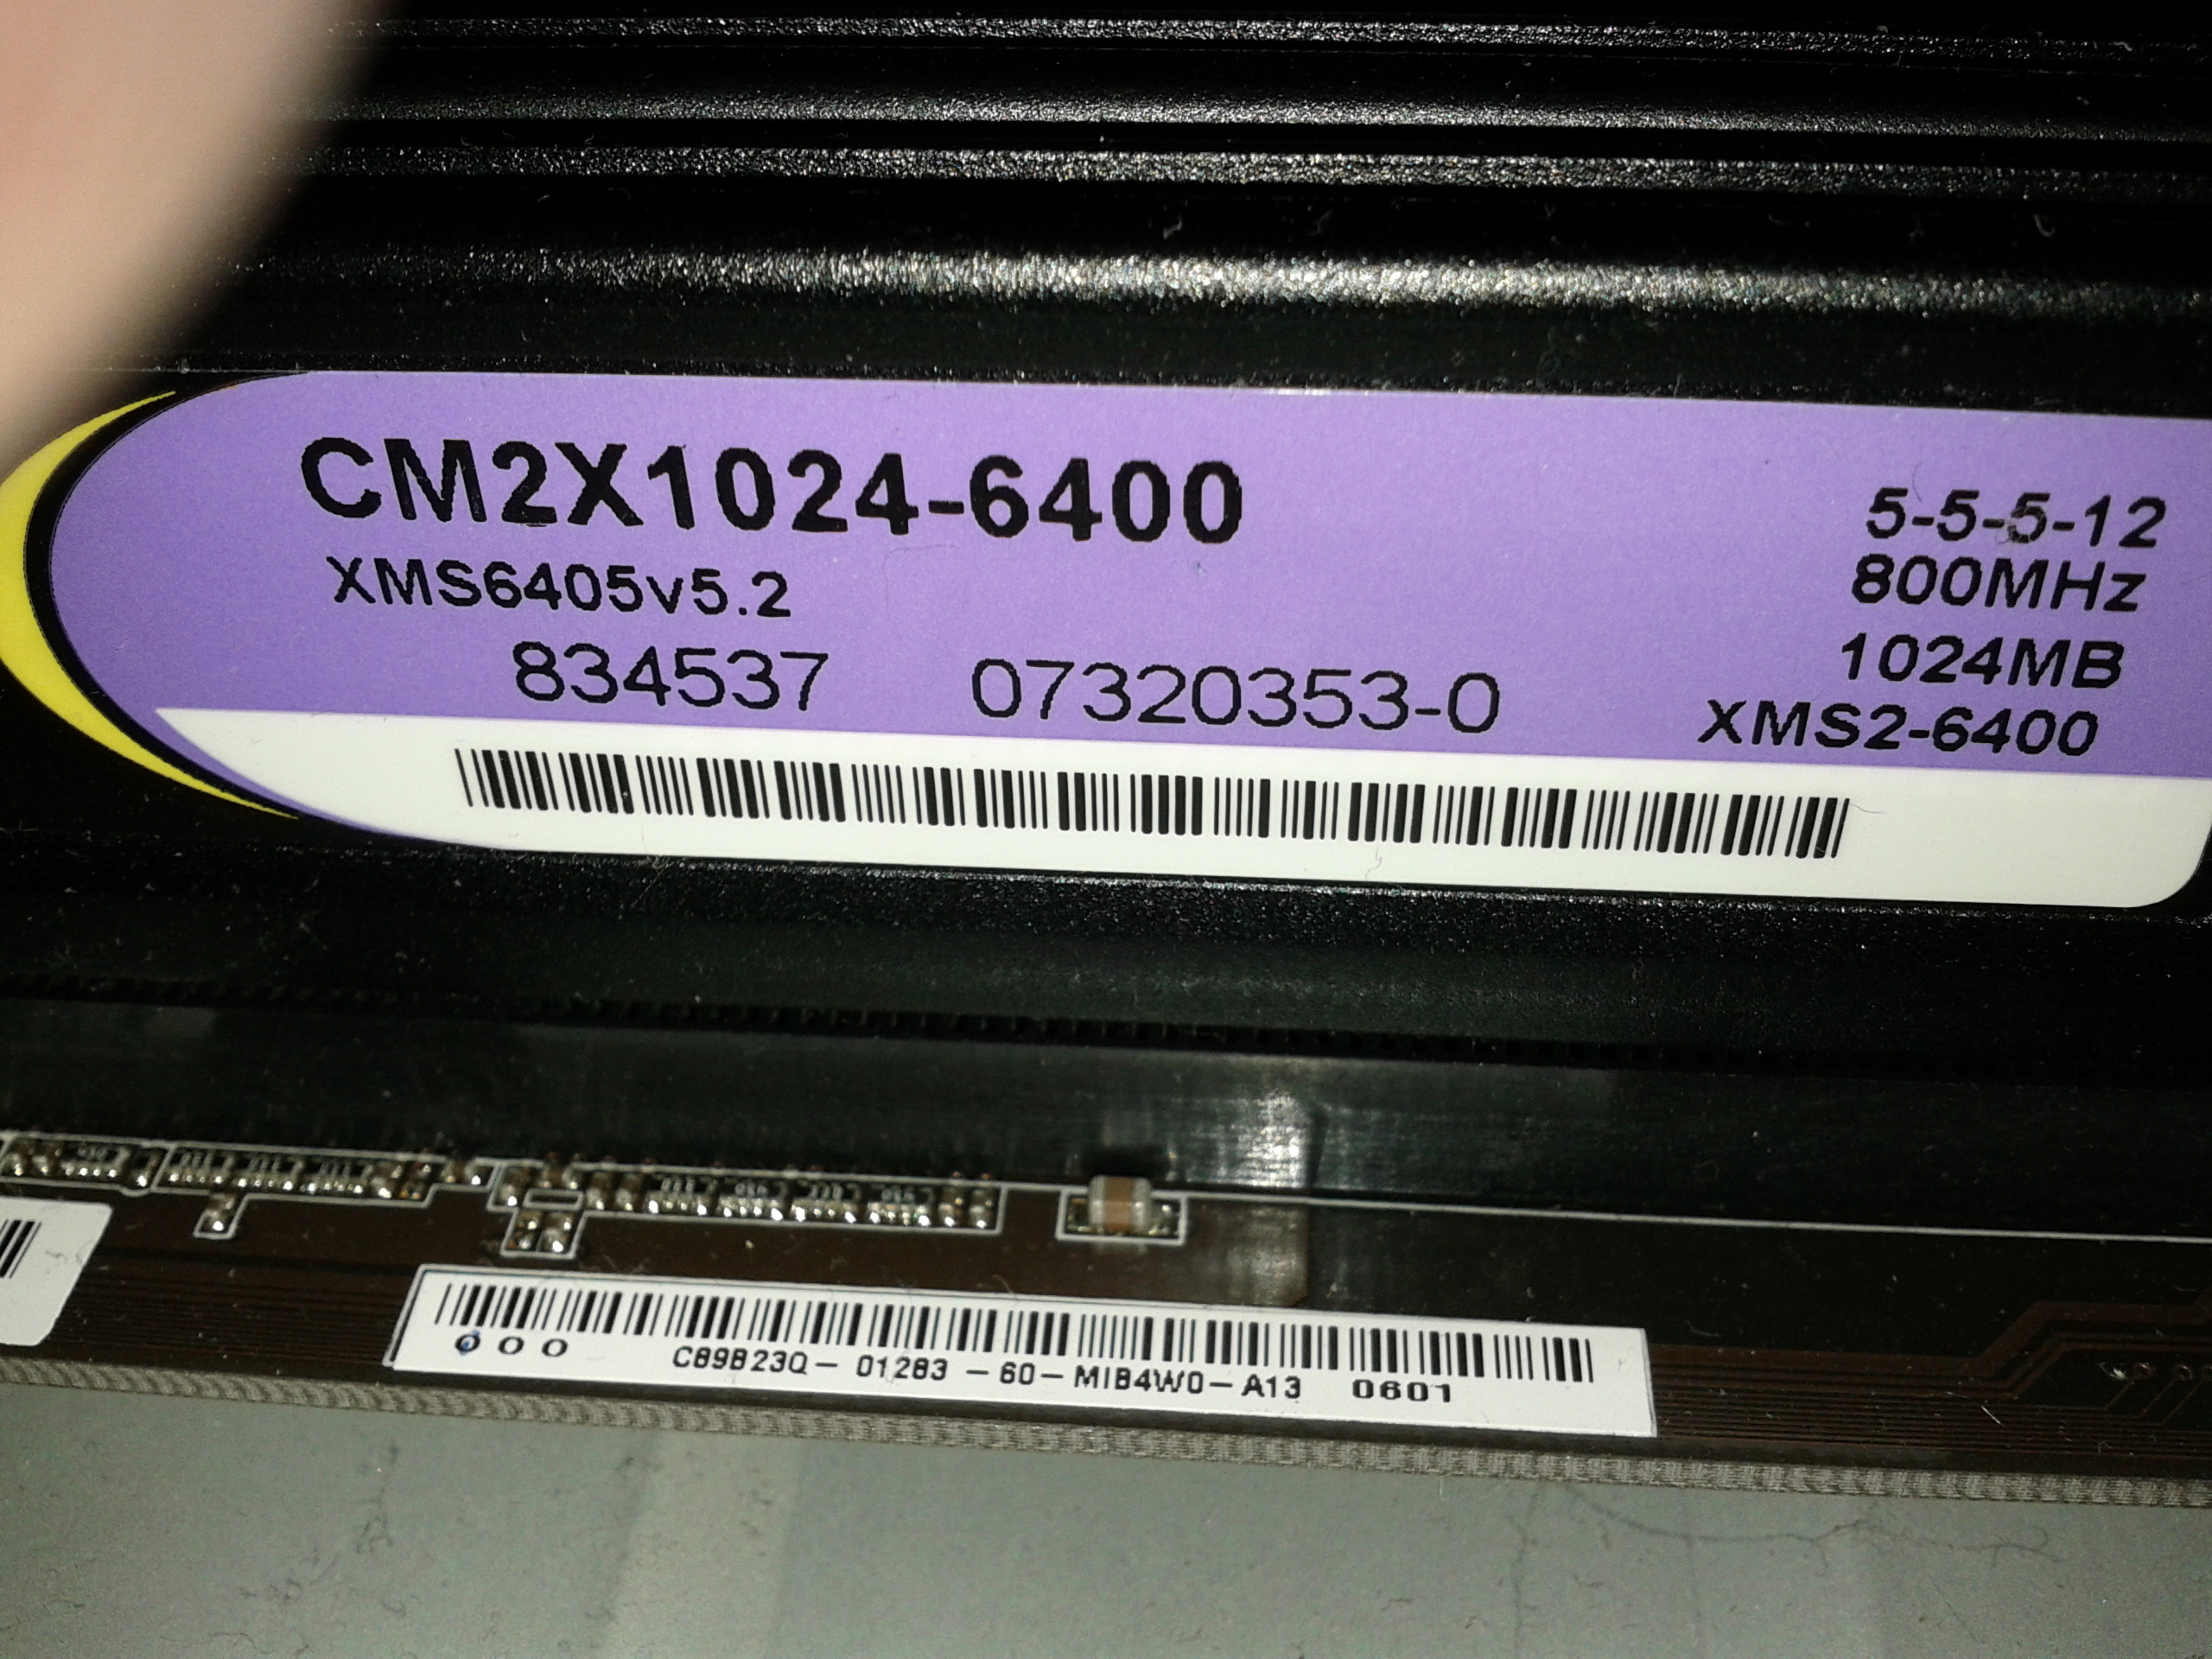 CM2X1024-6400
XMS6405v5.2
834537 07320353-0
5-5-5-12
800MHz
1024MB
XMS2-6400
000 C89B23Q- 01283 -60-MIB4W0-A13 0601